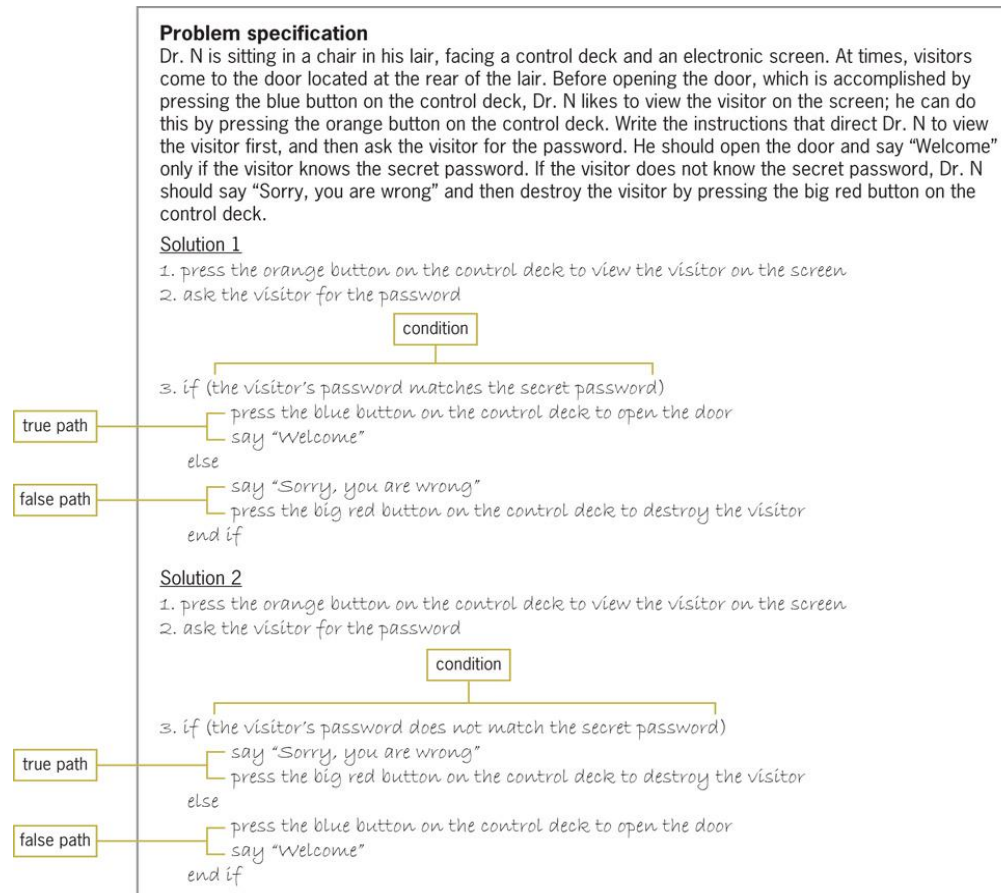 Problem specification
Dr. N is sitting in a chair in his lair, facing a control deck and an electronic screen. At times, visitors
come to the door located at the rear of the lair. Before opening the door, which is accomplished by
pressing the blue button on the control deck, Dr. N likes to view the visitor on the screen; he can do
this by pressing the orange button on the control deck. Write the instructions that direct Dr. N to view
the visitor first, and then ask the visitor for the password. He should open the door and say “Welcome”
only if the visitor knows the secret password. If the visitor does not know the secret password, Dr. N
should say “Sorry, you are wrong” and then destroy the visitor by pressing the big red button on the
control deck.
Solution 1
1. press the orange button on the control deck to view the visitor on the screen
2. ask the visitor for the password
condition
3. if (the visitor’s password matches the secret password)
press the blue button on the control deck to open the door
true path
say “Welcome”
else
say “Sorry, you are wrong”
false path
press the big red button on the control deck to destroy the visitor
end if
Solution 2
1. press the orange button on the control deck to view the visitor on the screen
2. ask the visitor for the password
condition
3. if (the visitor’s password does not match the secret password)
say “Sorry, you are wrong”
true path
press the big red button on the control deck to destroy the visitor
else
press the blue button on the control deck to open the door
false path
say “Welcome”
end if